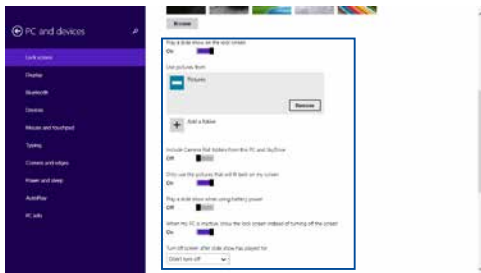 PC and devices
Lock screen
Display
Bluetooth
Devices
Mouse and touchpad
Typing
Corners and edges
Power and sleep
AutoPlay
PC info
Browse
Play a slide show on the lock screen
On
Use pictures from
Pictures
Remove
Add a folder
Include Camera Roll folders from this PC and SkyDrive
Off
Only use the pictures that will fit best on my screen
On
Play a slide show when using battery power
Off
When my PC is inactive, show the lock screen instead of turning off the screen
On
Turn off screen after slide show has played for
Don't turn off